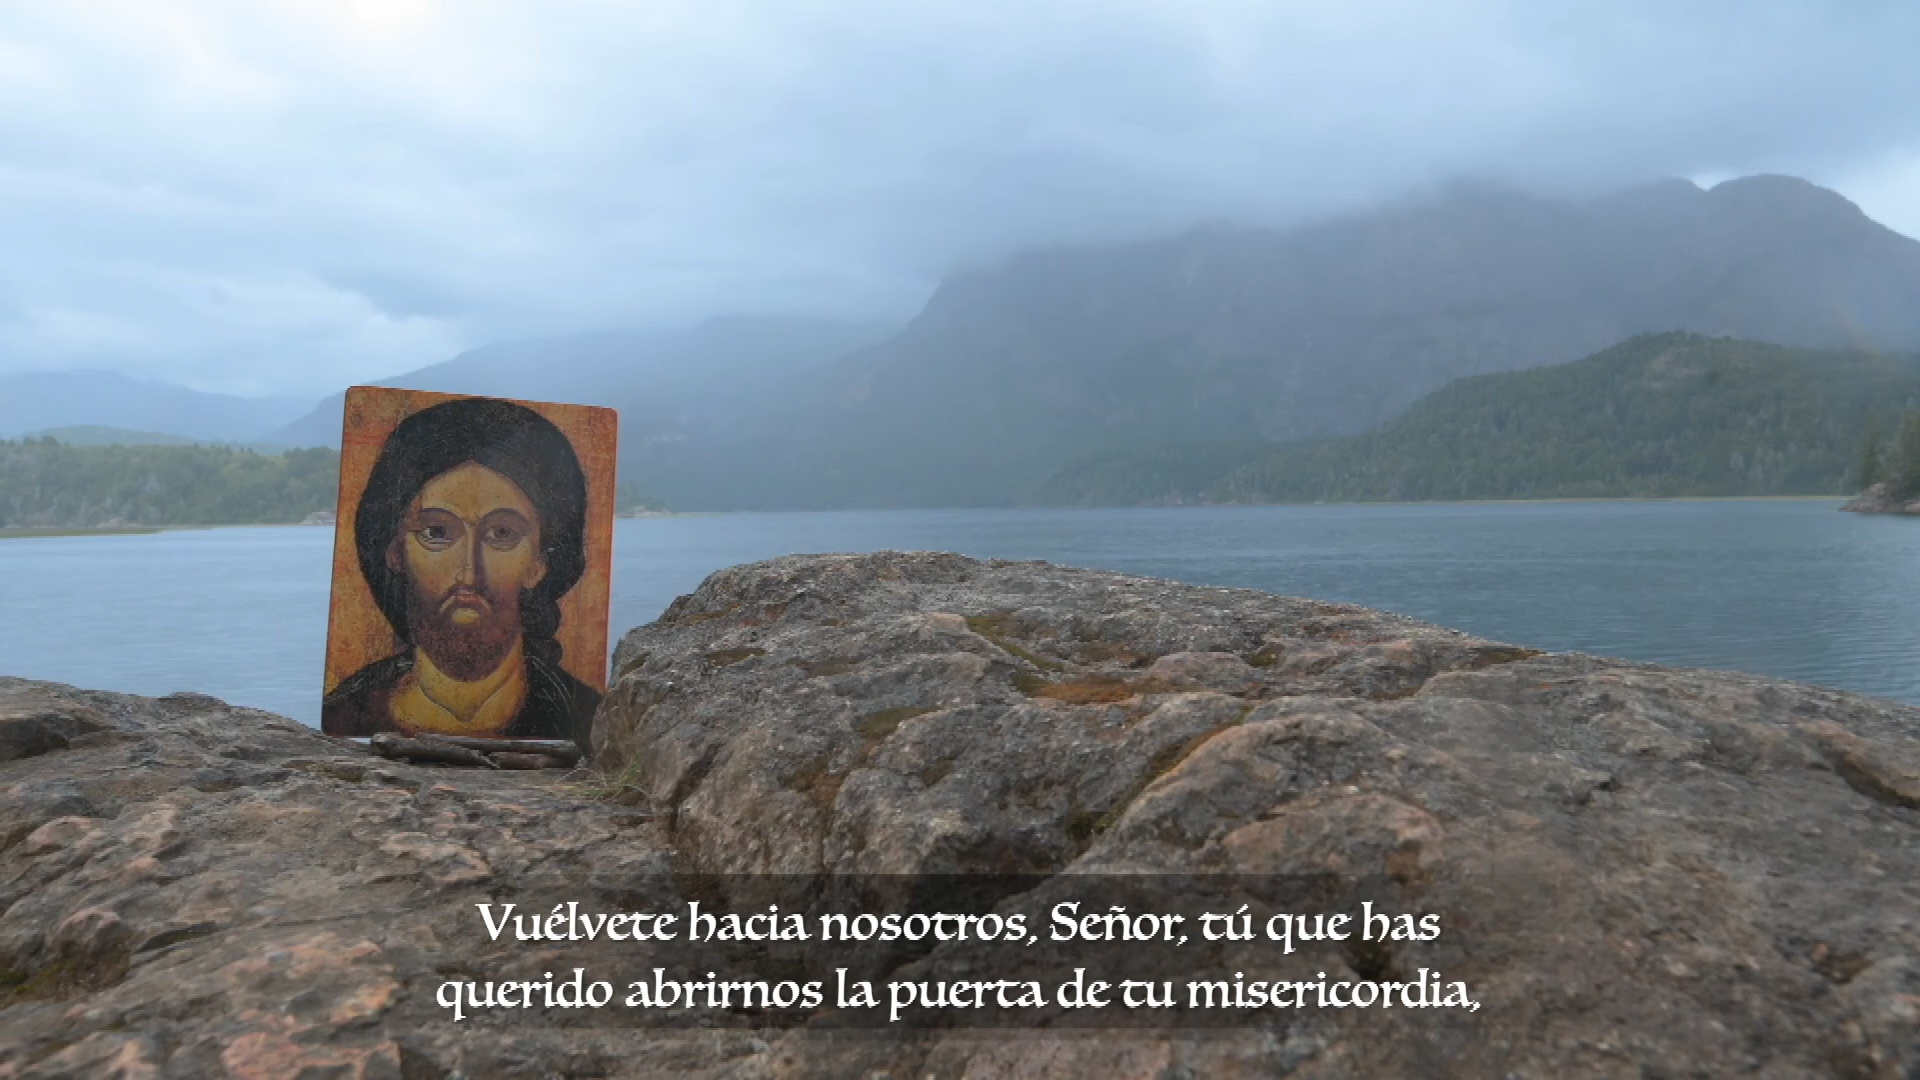 Vuélvete hacia nosotros, Señor, tú que has
querido abrirnos la puerta de tu misericordia,